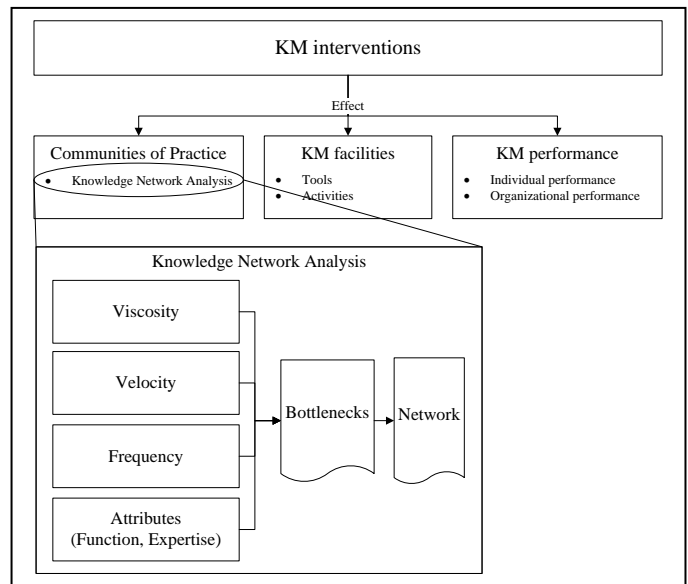 KM interventions
Effect
Communities of Practice
• Knowledge Network Analysis
KM facilities
• Tools
• Activities
KM performance
• Individual performance
• Organizational performance
Knowledge Network Analysis
Viscosity
Velocity
Frequency
Attributes
(Function, Expertise)
Bottlenecks
Network